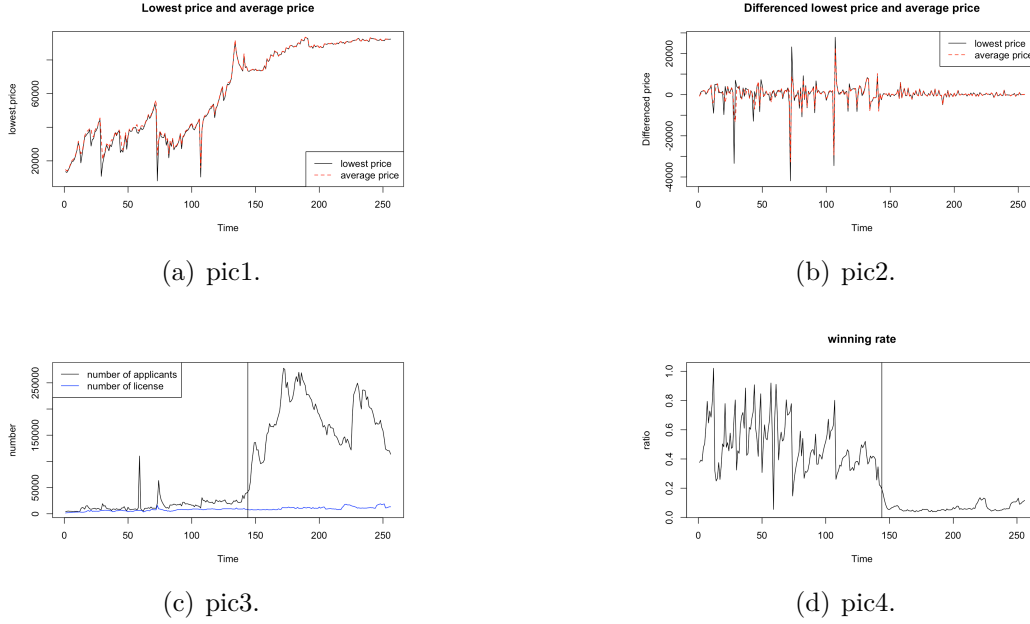 Lowest price and average price
lowest.price
20000
60000
lowest price
average price
0 50 100 150 200 250
Time
(a) pic1.
Differenced lowest price and average price
Differenced price
-40000
-20000
0
20000
lowest price
average price
0 50 100 150 200 250
Time
(b) pic2.
number
0
50000
150000
250000
number of applicants
number of license
0 50 100 150 200 250
Time
(c) pic3.
winning rate
ratio
0.0 0.2 0.4 0.6 0.8 1.0
0 50 100 150 200 250
Time
(d) pic4.